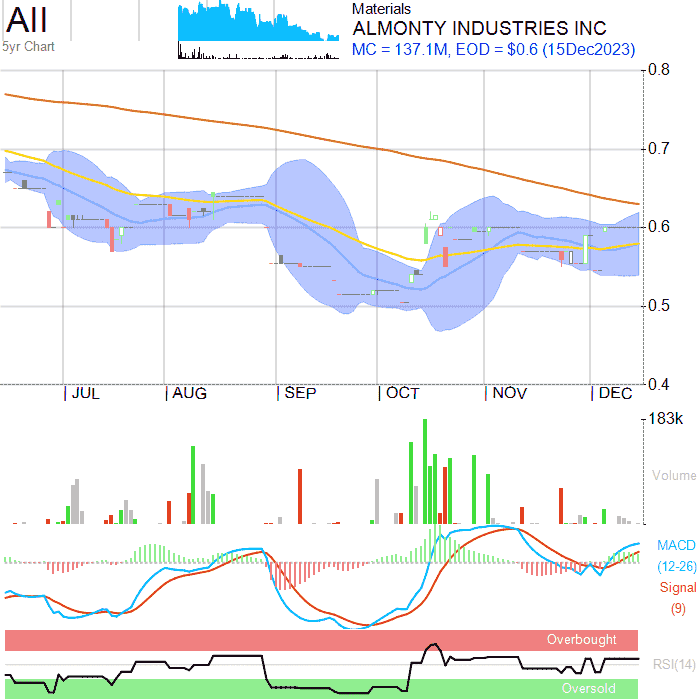 AII
5yr Chart
Materials
ALMONTY INDUSTRIES INC
MC = 137.1M, EOD = $0.6 (15Dec2023)
0.8
0.7
Lo
0.6
0.5
0.4
JUL AUG SEP OCT NOV DEC
183k
Volume
MACD
(12-26)
Signal
(9)
Overbought
RSI(14)
Oversold